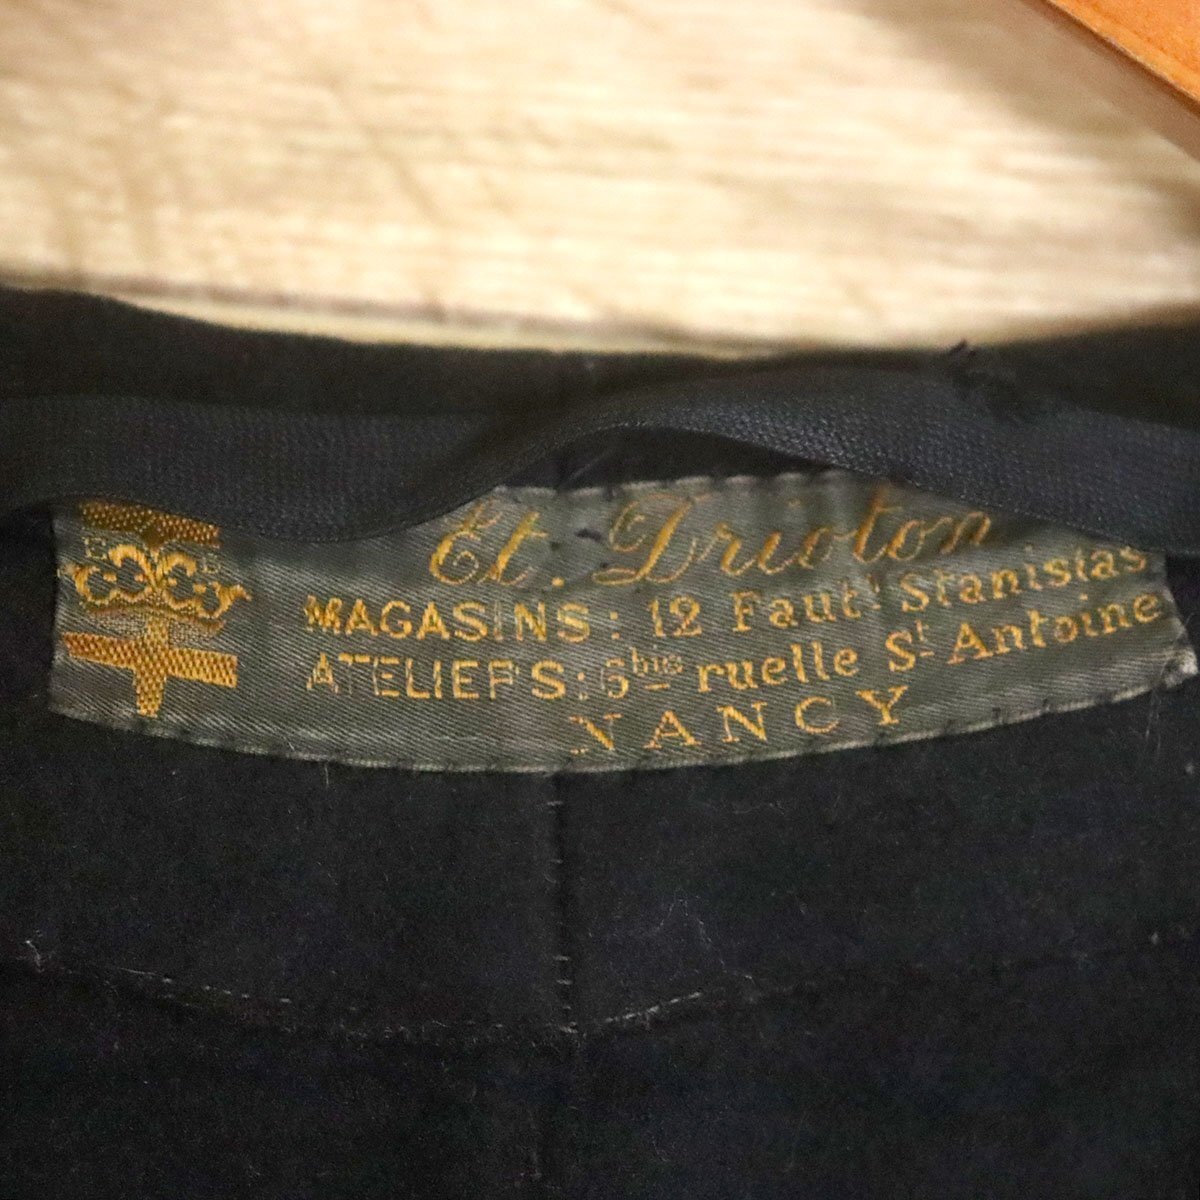 Et. Drioton
MAGASINS: 12 Faubg Stanislas
ATELIERS: 6bis ruelle St Antoine
NANCY